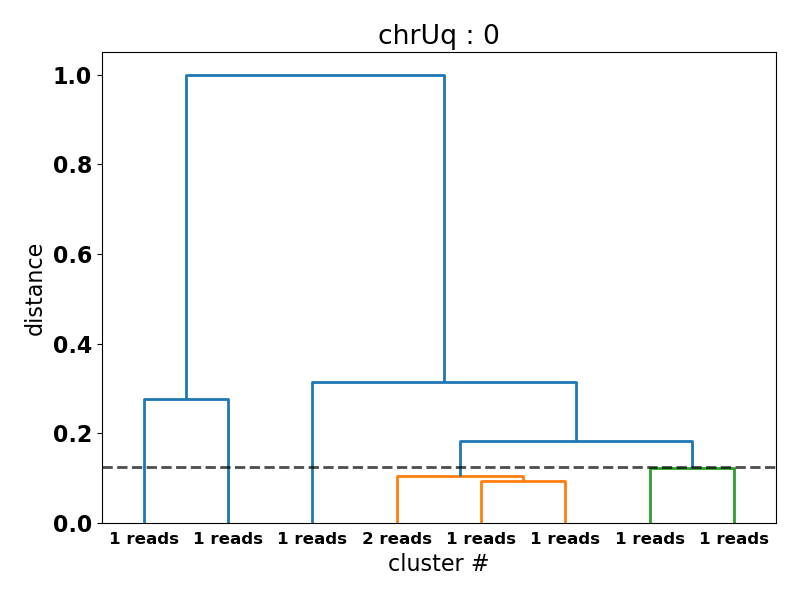 chrUq : 0
1.0
0.8
0.6
0.4
0.2
0.0
distance
1 reads 1 reads 1 reads 2 reads 1 reads 1 reads 1 reads 1 reads
cluster #